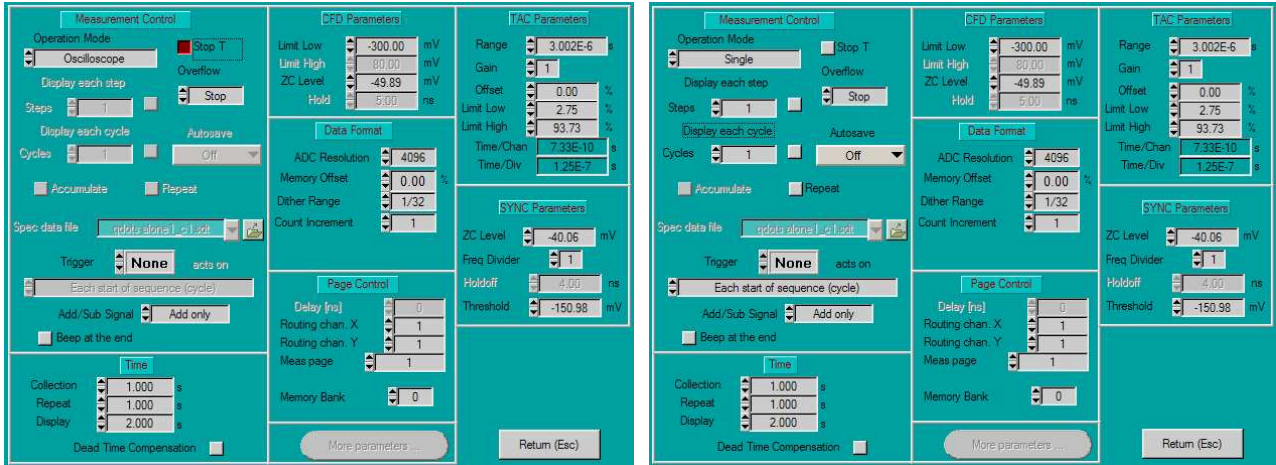 Measurement Control
Operation Mode
Oscilloscope
Stop T
Overflow
Stop
Display each step
Steps 1
Display each cycle
Cycles 1
Autosave
Off
Accumulate Repeat
Spec data file qdots alone1_c1.sdt
Trigger None acts on
Each start of sequence (cycle)
Add/Sub Signal Add only
Beep at the end
Time
Collection 1.000 s
Repeat 1.000 s
Display 2.000 s
Dead Time Compensation
CFD Parameters
Limit Low -300.00 mV
Limit High 80.00 mV
ZC Level -49.89 mV
Hold 5.00 ns
Data Format
ADC Resolution 4096
Memory Offset 0.00 %
Dither Range 1/32
Count Increment 1
Page Control
Delay [ns] 0
Routing chan. X 1
Routing chan. Y 1
Meas page 1
Memory Bank 0
More parameters ...
TAC Parameters
Range 3.002E-6 s
Gain 1
Offset 0.00 %
Limit Low 2.75 %
Limit High 93.73 %
Time/Chan 7.33E-10 s
Time/Div 1.25E-7 s
SYNC Parameters
ZC Level -40.06 mV
Freq Divider 1
Holdoff 4.00 ns
Threshold -150.98 mV
Return (Esc)
Measurement Control
Operation Mode
Single
Stop T
Overflow
Stop
Display each step
Steps 1
Display each cycle
Cycles 1
Autosave
Off
Accumulate Repeat
Spec data file qdots alone1_c1.sdt
Trigger None acts on
Each start of sequence (cycle)
Add/Sub Signal Add only
Beep at the end
Time
Collection 1.000 s
Repeat 1.000 s
Display 2.000 s
Dead Time Compensation
CFD Parameters
Limit Low -300.00 mV
Limit High 80.00 mV
ZC Level -49.89 mV
Hold 5.00 ns
Data Format
ADC Resolution 4096
Memory Offset 0.00 %
Dither Range 1/32
Count Increment 1
Page Control
Delay [ns] 0
Routing chan. X 1
Routing chan. Y 1
Meas page 1
Memory Bank 0
More parameters ...
TAC Parameters
Range 3.002E-6 s
Gain 1
Offset 0.00 %
Limit Low 2.75 %
Limit High 93.73 %
Time/Chan 7.33E-10 s
Time/Div 1.25E-7 s
SYNC Parameters
ZC Level -40.06 mV
Freq Divider 1
Holdoff 4.00 ns
Threshold -150.98 mV
Return (Esc)